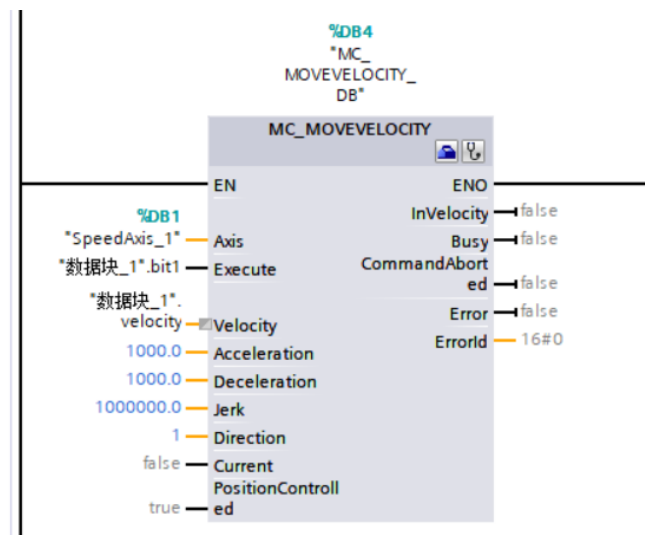 %DB4
"MC_
MOVEVELOCITY_
DB"
MC_MOVEVELOCITY
EN
ENO
%DB1
"SpeedAxis_1"
Axis
InVelocity
false
Busy
false
"数据块_1".bit1
Execute
CommandAbort
ed
false
"数据块_1".
velocity
Velocity
Error
false
1000.0
Acceleration
ErrorId
16#0
1000.0
Deceleration
1000000.0
Jerk
1
Direction
false
Current
PositionControll
true
ed